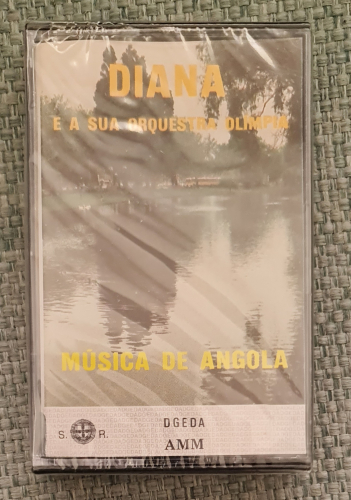 DIANA
E A SUA ORQUESTRA OLIMPIA
MÚSICA DE ANGOLA
DGEDA
S. R.
AMM